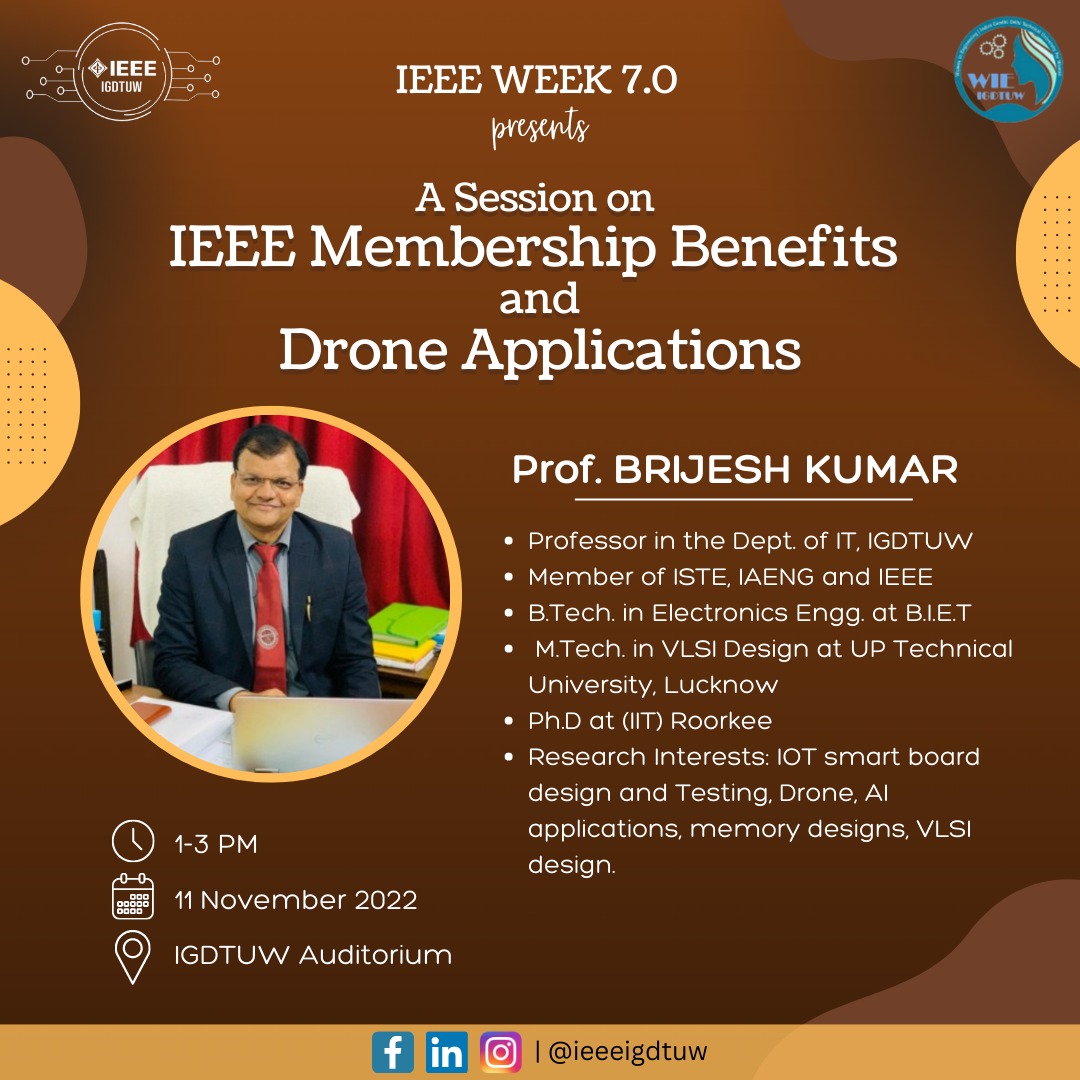 IEEE
IGDTUW
WIE
IGDTUW
IEEE WEEK 7.0
presents
A Session on
IEEE Membership Benefits
and
Drone Applications
Prof. BRIJESH KUMAR
Professor in the Dept. of IT, IGDTUW
Member of ISTE, IAENG and IEEE
B.Tech. in Electronics Engg. at B.I.E.T
M.Tech. in VLSI Design at UP Technical
University, Lucknow
Ph.D at (IIT) Roorkee
Research Interests: IOT smart board
design and Testing, Drone, AI
applications, memory designs, VLSI
design.
1-3 PM
11 November 2022
IGDTUW Auditorium
| @ieeeigdtuw